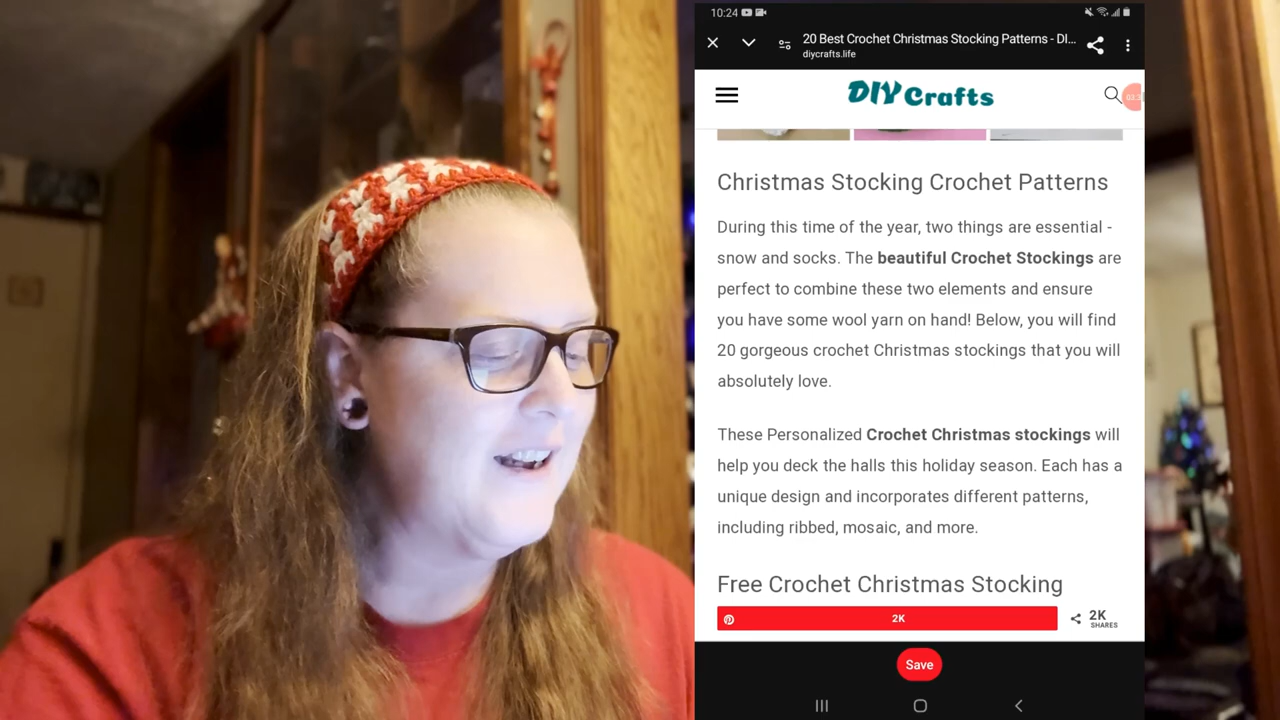 10:24
20 Best Crochet Christmas Stocking Patterns - DI...
diycrafts.life
DIY Crafts
Christmas Stocking Crochet Patterns
During this time of the year, two things are essential -
snow and socks. The beautiful Crochet Stockings are
perfect to combine these two elements and ensure
you have some wool yarn on hand! Below, you will find
20 gorgeous crochet Christmas stockings that you will
absolutely love.
These Personalized Crochet Christmas stockings will
help you deck the halls this holiday season. Each has a
unique design and incorporates different patterns,
including ribbed, mosaic, and more.
Free Crochet Christmas Stocking
2K
2K
SHARES
Save